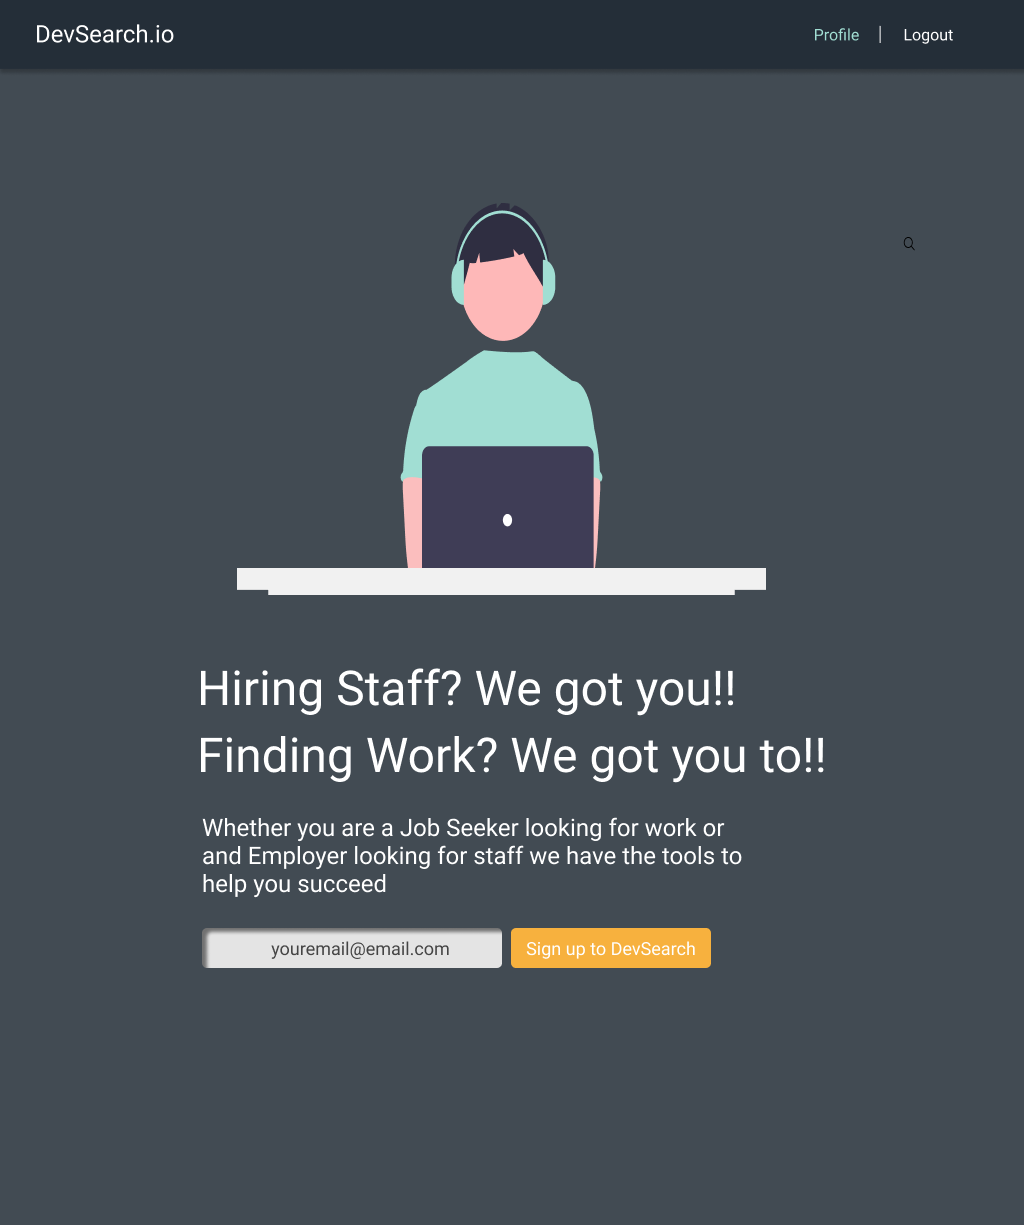 DevSearch.io
Profile | Logout
Hiring Staff? We got you!!
Finding Work? We got you to!!
Whether you are a Job Seeker looking for work or
and Employer looking for staff we have the tools to
help you succeed
youremail@email.com
Sign up to DevSearch